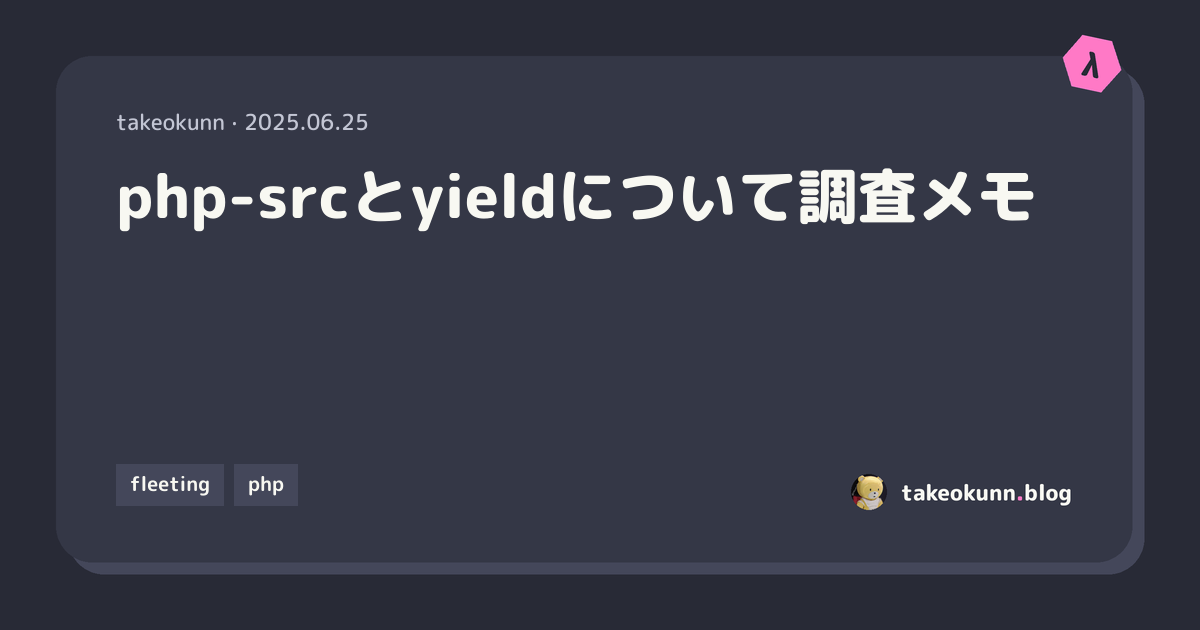 λ
takeokunn · 2025.06.25
php-srcとyieldについて調査メモ
fleeting php
takeokunn.blog